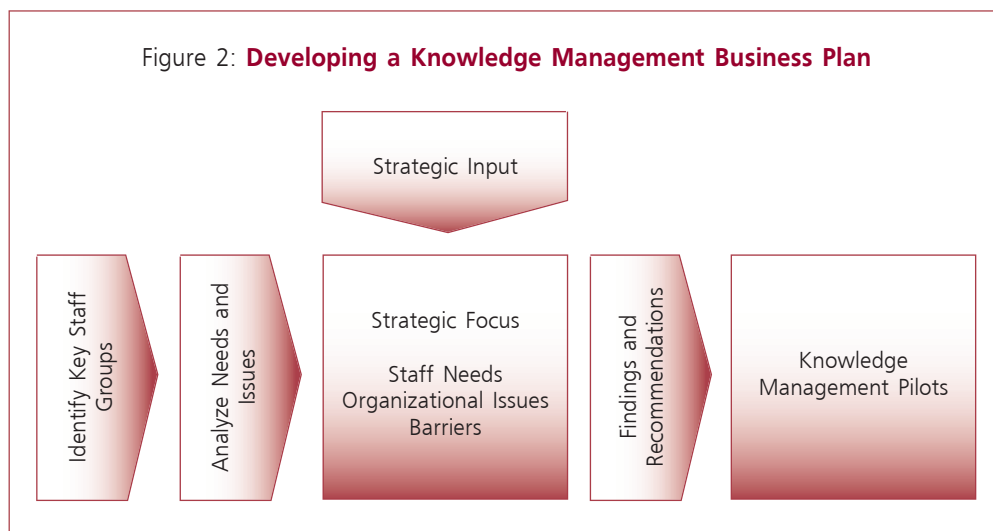 Figure 2: Developing a Knowledge Management Business Plan
Strategic Input
Identify Key Staff
Groups
Analyze Needs and
Issues
Strategic Focus
Staff Needs
Organizational Issues
Barriers
Findings and
Recommendations
Knowledge
Management Pilots